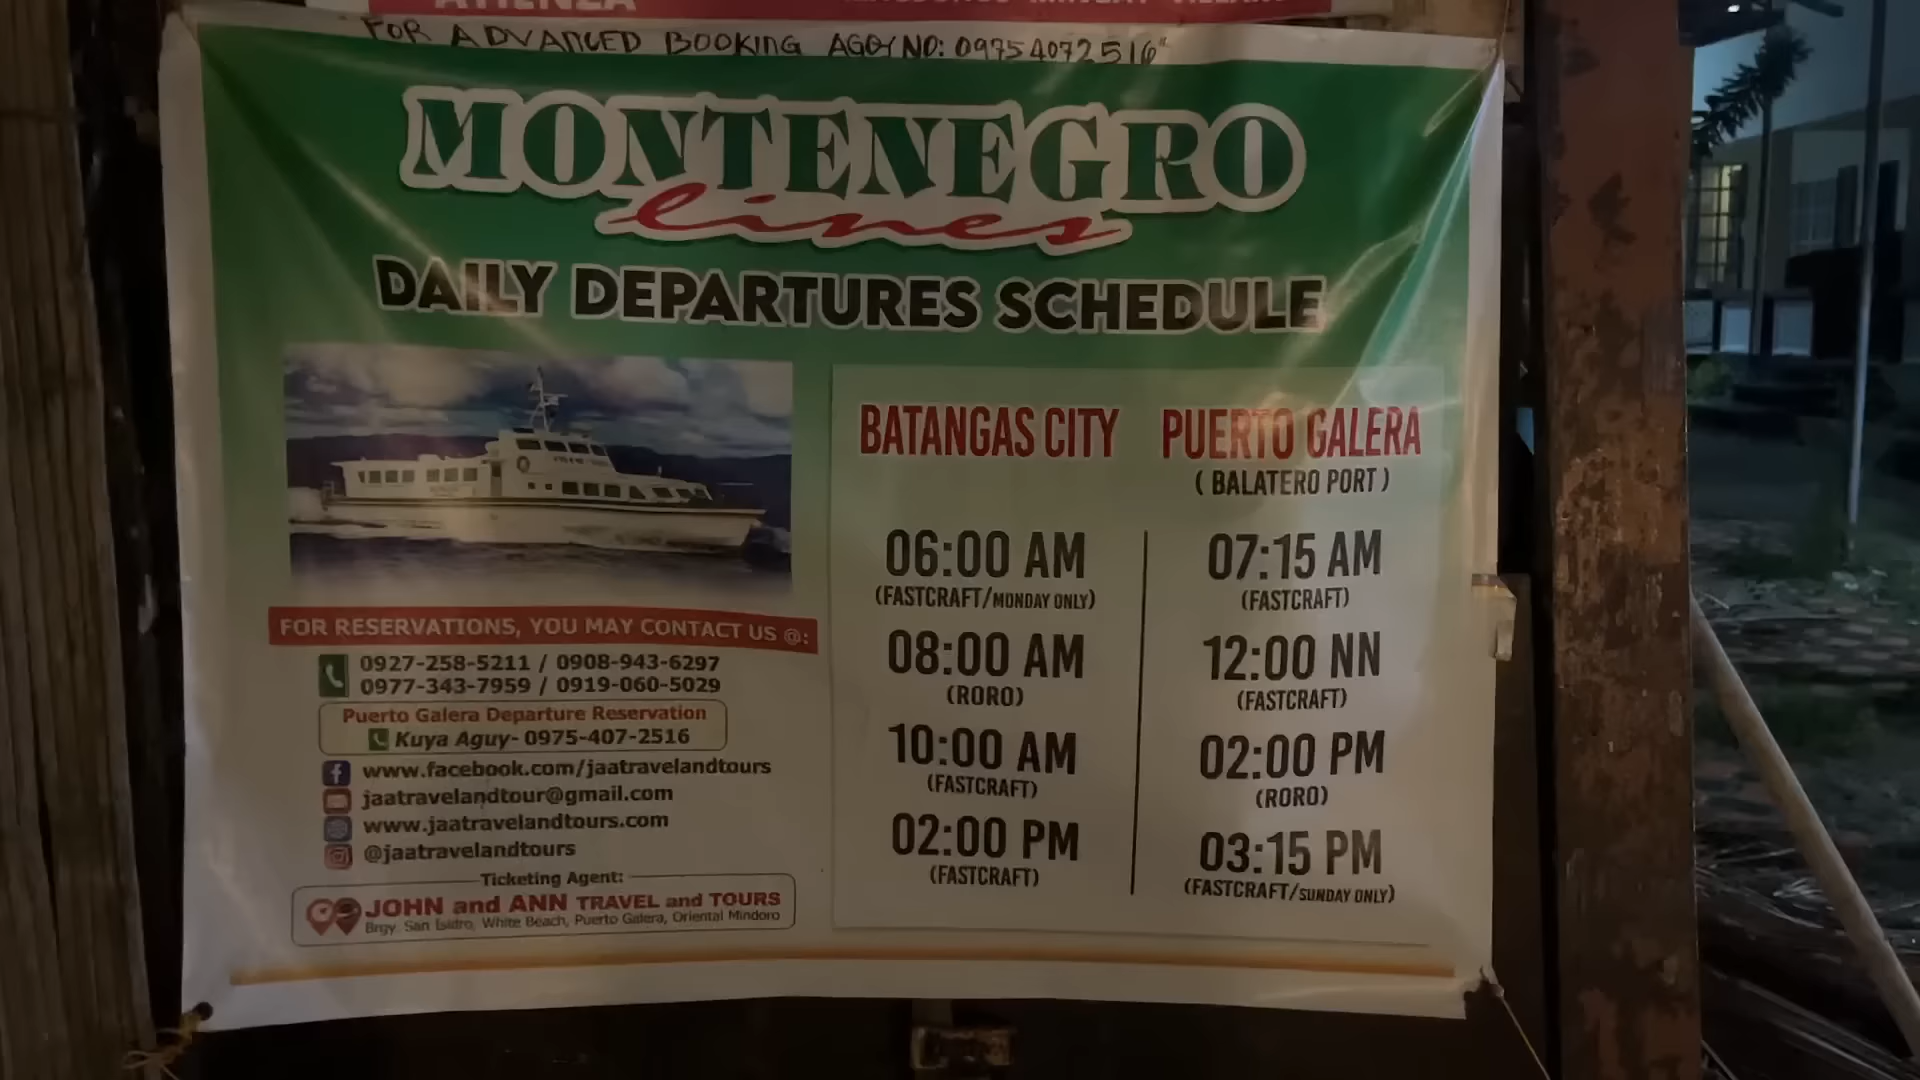 FOR ADVANCED BOOKING AGOY NO: 09754072516
MONTENEGRO
lines
DAILY DEPARTURES SCHEDULE
BATANGAS CITY
06:00 AM
(FASTCRAFT/MONDAY ONLY)
08:00 AM
(RORO)
10:00 AM
(FASTCRAFT)
02:00 PM
(FASTCRAFT)
PUERTO GALERA
( BALATERO PORT )
07:15 AM
(FASTCRAFT)
12:00 NN
(FASTCRAFT)
02:00 PM
(RORO)
03:15 PM
(FASTCRAFT/SUNDAY ONLY)
FOR RESERVATIONS, YOU MAY CONTACT US @:
0927-258-5211 / 0908-943-6297
0977-343-7959 / 0919-060-5029
Puerto Galera Departure Reservation
Kuya Aguy- 0975-407-2516
www.facebook.com/jaatravelandtours
jaatravelandtour@gmail.com
www.jaatravelandtours.com
@jaatravelandtours
Ticketing Agent:
JOHN and ANN TRAVEL and TOURS
Brgy. San Isidro, White Beach, Puerto Galera, Oriental Mindoro